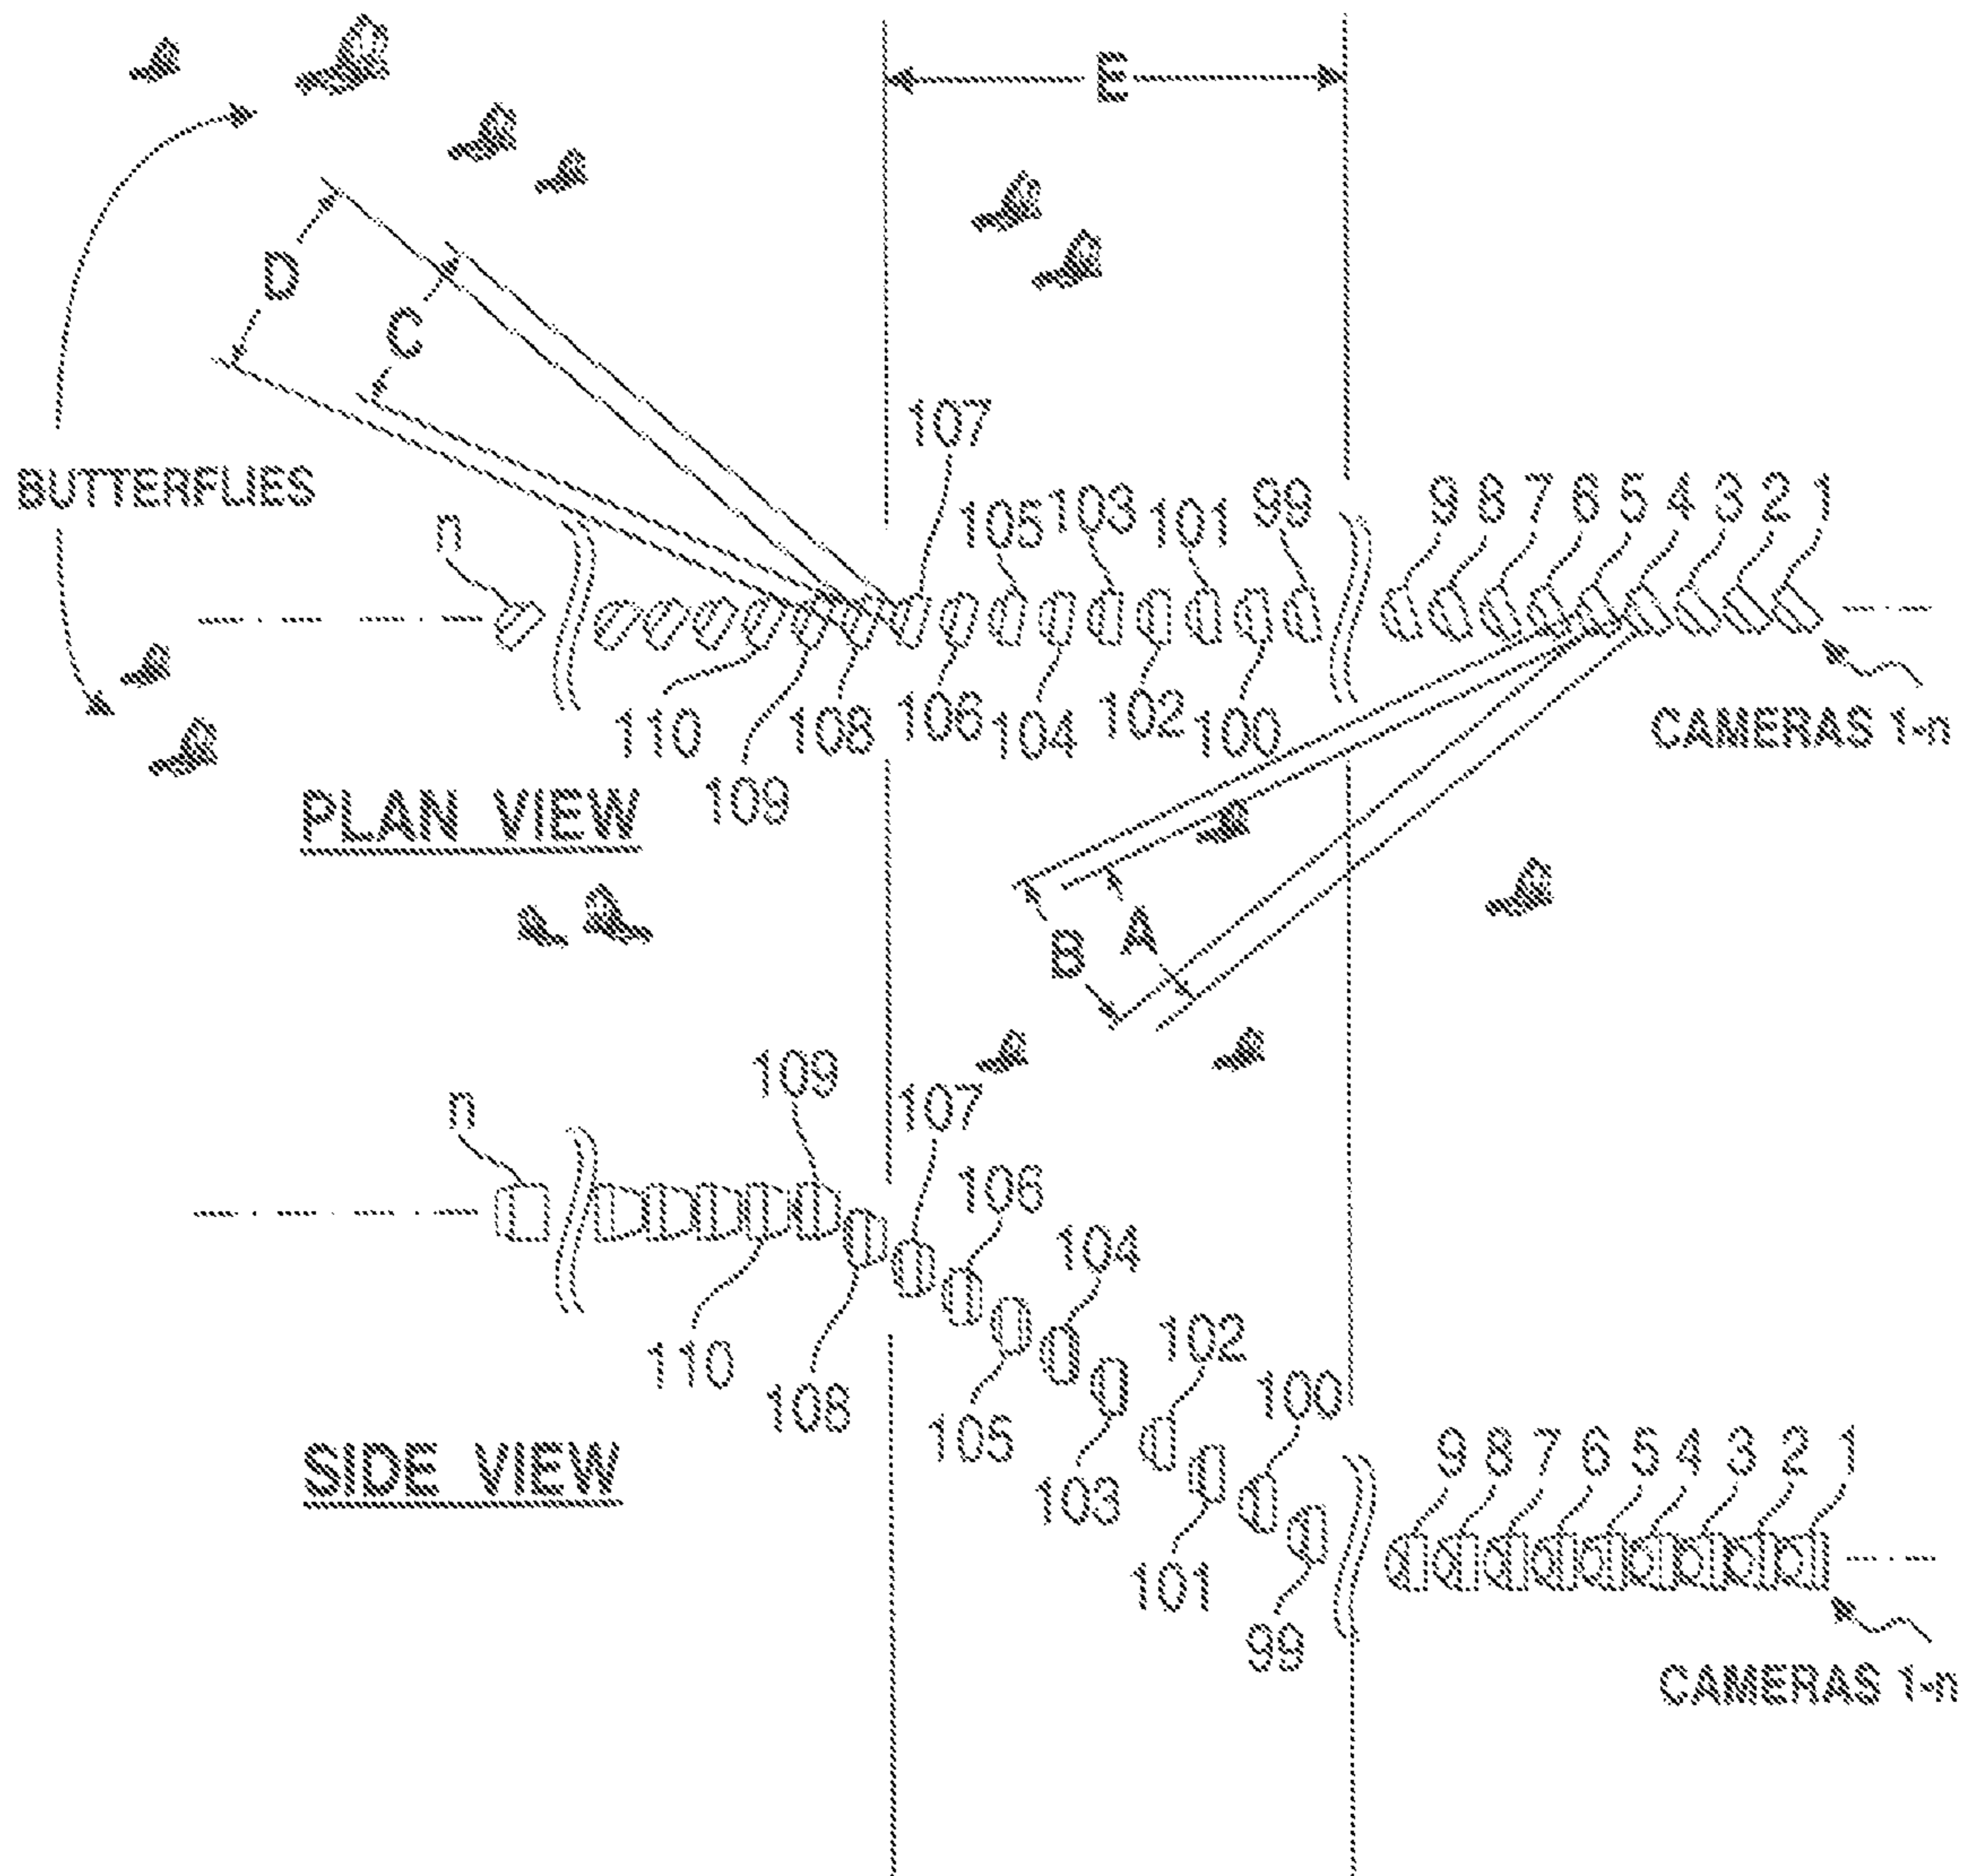 E
D
C
107
BUTTERFLIES
n
105
103
101
99
9 8 7 6 5 4 3 2 1
110
109
108
106
104
102
100
CAMERAS 1-n
PLAN VIEW
B
A
n
109
107
106
104
102
100
110
108
105
103
101
99
9 8 7 6 5 4 3 2 1
SIDE VIEW
CAMERAS 1-n